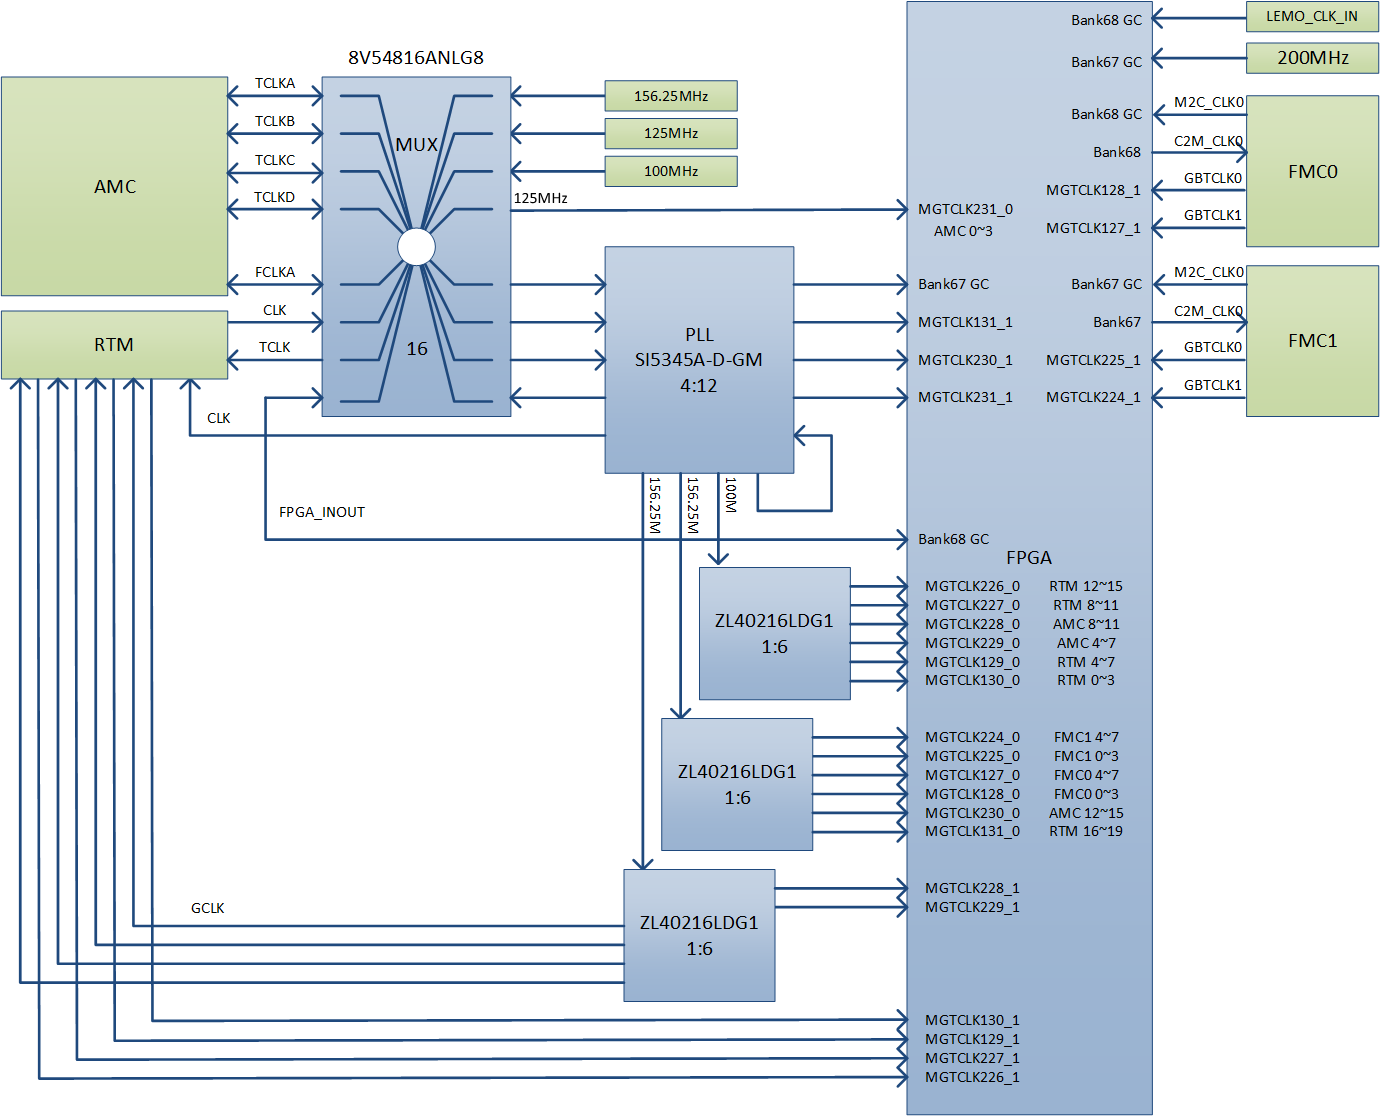 8V54816ANLG8
AMC
TCLKA
TCLKB
TCLKC
TCLKD
FCLKA
RTM
CLK
TCLK
MUX
16
156.25MHz
125MHz
100MHz
125MHz
PLL
SI5345A-D-GM
4:12
CLK
FPGA_INOUT
156.25M
156.25M
100M
ZL40216LDG1
1:6
ZL40216LDG1
1:6
ZL40216LDG1
1:6
GCLK
MGTCLK231_0
AMC 0~3
Bank67 GC
MGTCLK131_1
MGTCLK230_1
MGTCLK231_1
Bank68 GC
FPGA
MGTCLK226_0 RTM 12~15
MGTCLK227_0 RTM 8~11
MGTCLK228_0 AMC 8~11
MGTCLK229_0 AMC 4~7
MGTCLK129_0 RTM 4~7
MGTCLK130_0 RTM 0~3
MGTCLK224_0 FMC1 4~7
MGTCLK225_0 FMC1 0~3
MGTCLK127_0 FMC0 4~7
MGTCLK128_0 FMC0 0~3
MGTCLK230_0 AMC 12~15
MGTCLK131_0 RTM 16~19
MGTCLK228_1
MGTCLK229_1
MGTCLK130_1
MGTCLK129_1
MGTCLK227_1
MGTCLK226_1
Bank68 GC
LEMO_CLK_IN
Bank67 GC
200MHz
Bank68 GC
M2C_CLK0
Bank68
C2M_CLK0
MGTCLK128_1
GBTCLK0
MGTCLK127_1
GBTCLK1
FMC0
Bank67 GC
M2C_CLK0
Bank67
C2M_CLK0
MGTCLK225_1
GBTCLK0
MGTCLK224_1
GBTCLK1
FMC1